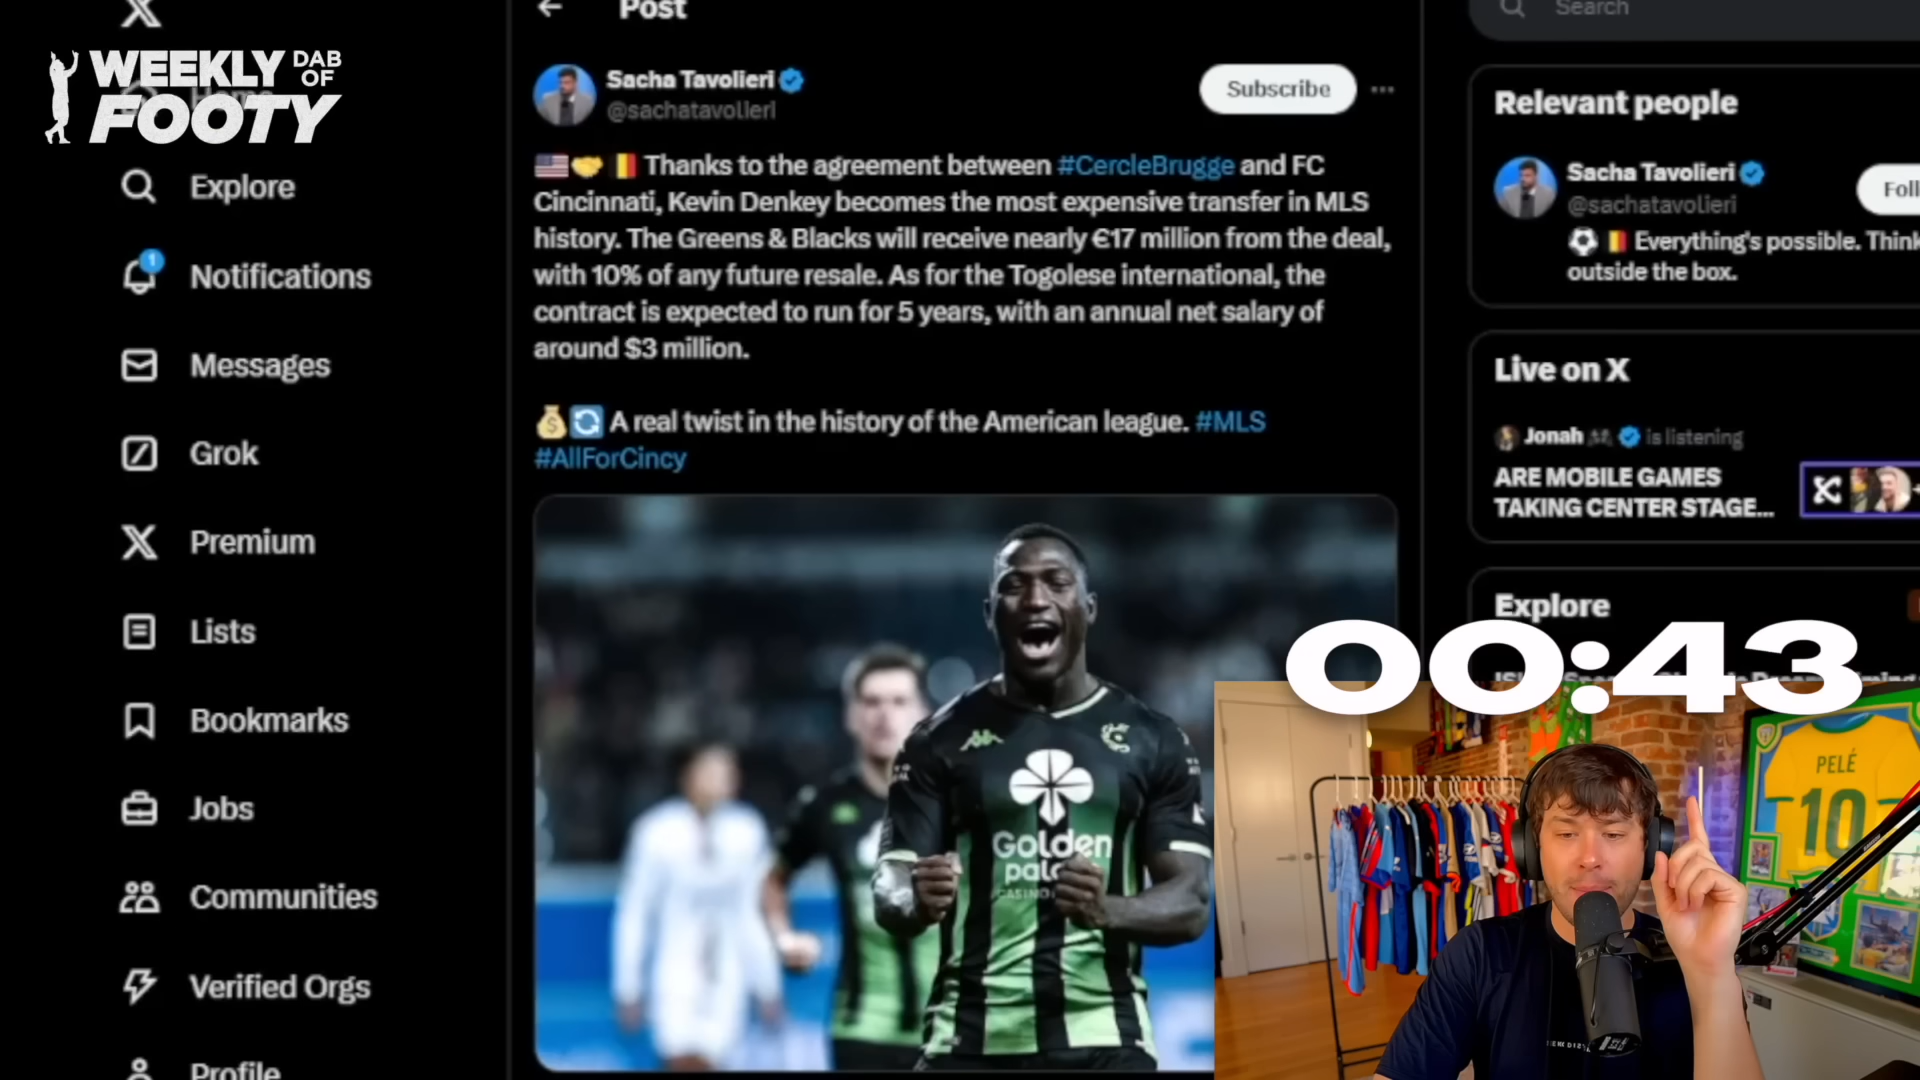 WEEKLY DAB
OF
FOOTY
Explore
Notifications
1
Messages
Grok
Premium
Lists
Bookmarks
Jobs
Communities
Verified Orgs
Profile
Post
Sacha Tavolieri
@sachatavolieri
Subscribe
Thanks to the agreement between #CercleBrugge and FC
Cincinnati, Kevin Denkey becomes the most expensive transfer in MLS
history. The Greens & Blacks will receive nearly €17 million from the deal,
with 10% of any future resale. As for the Togolese international, the
contract is expected to run for 5 years, with an annual net salary of
around $3 million.
A real twist in the history of the American league. #MLS
#AllForCincy
Golden
Search
Relevant people
Sacha Tavolieri
@sachatavolieri
Everything's possible. Think
outside the box.
Live on X
Jonah is listening
ARE MOBILE GAMES
TAKING CENTER STAGE...
Explore
00:43
PELÉ
10